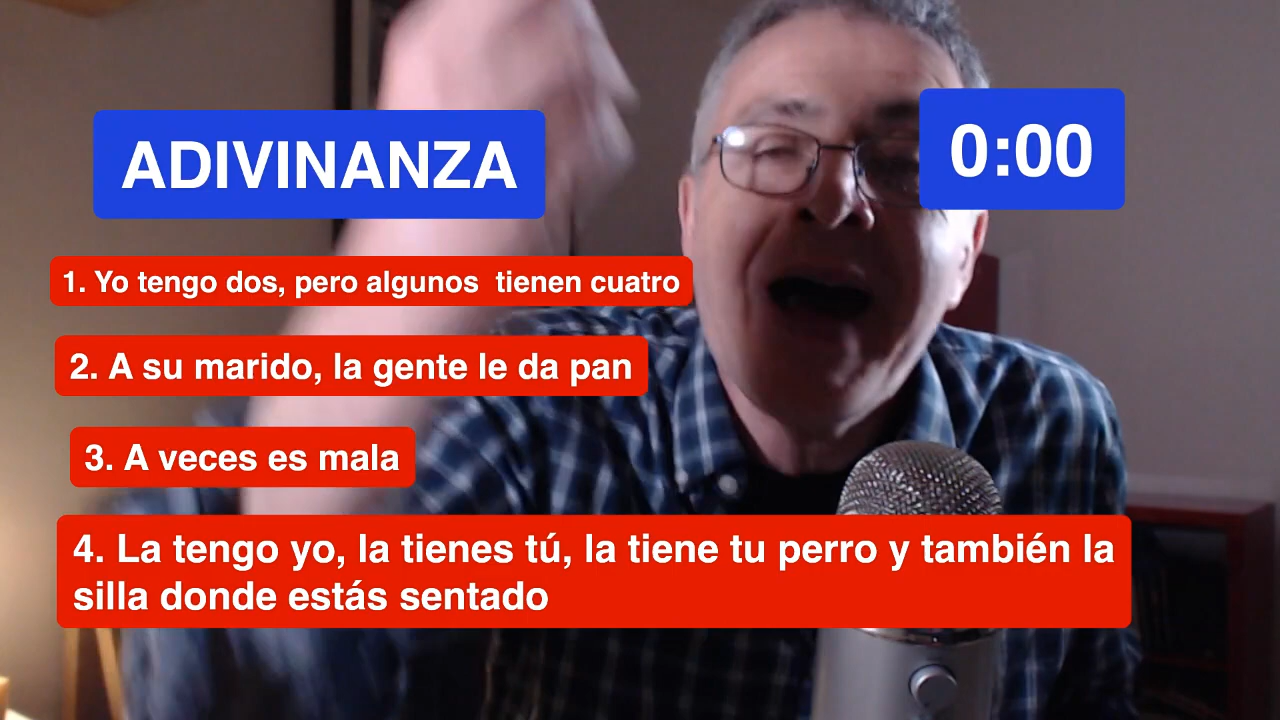 ADIVINANZA
0:00
1. Yo tengo dos, pero algunos  tienen cuatro
2. A su marido, la gente le da pan
3. A veces es mala
4. La tengo yo, la tienes tú, la tiene tu perro y también la
silla donde estás sentado